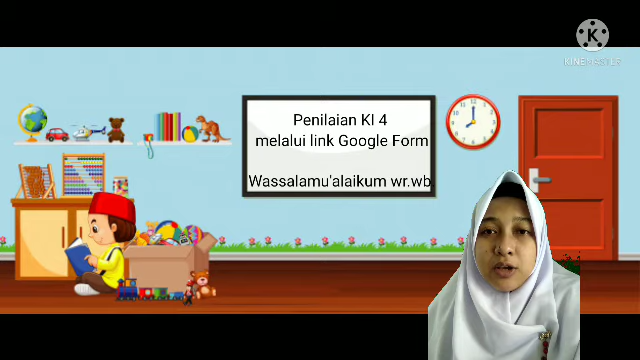 K
KINEMASTER
Penilaian KI 4
melalui link Google Form
Wassalamu'alaikum wr.wb